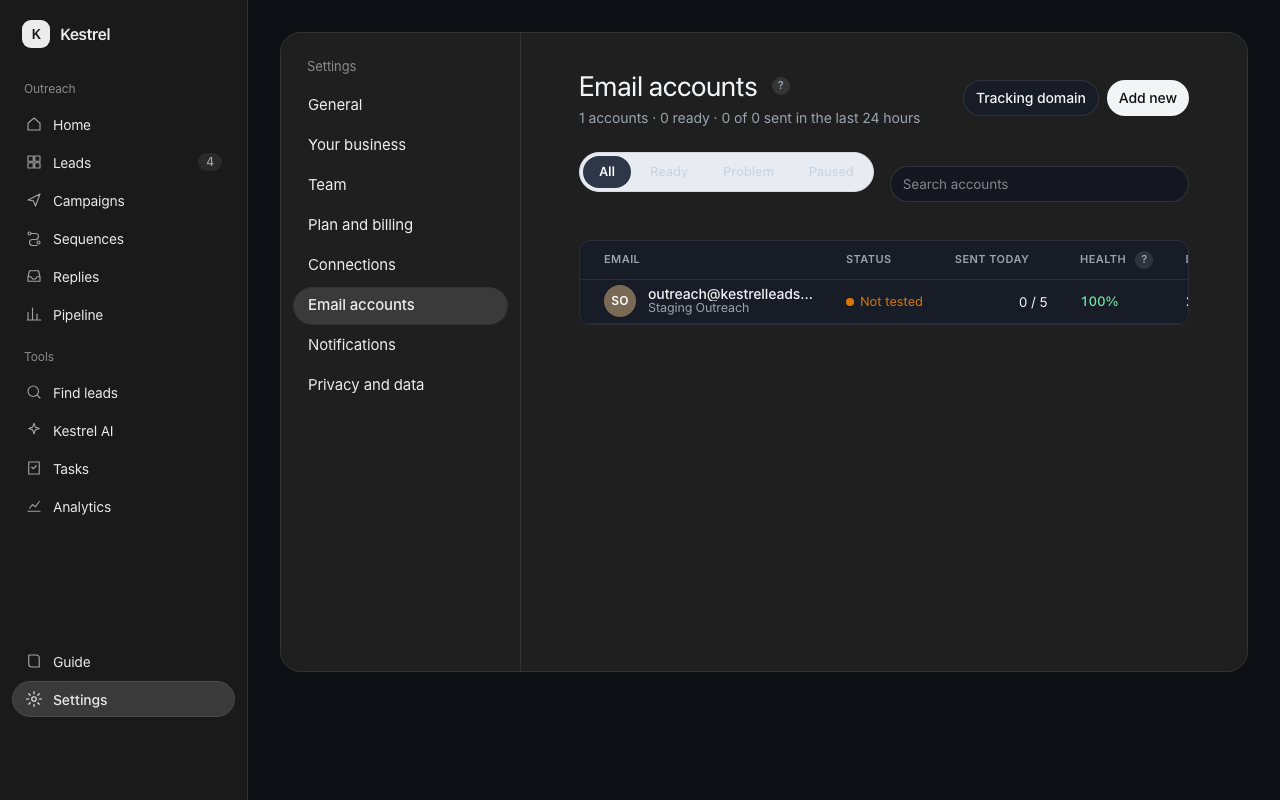 K Kestrel
Outreach
Home
Leads 4
Campaigns
Sequences
Replies
Pipeline
Tools
Find leads
Kestrel AI
Tasks
Analytics
Guide
Settings
Settings
General
Your business
Team
Plan and billing
Connections
Email accounts
Notifications
Privacy and data
Email accounts ?
1 accounts · 0 ready · 0 of 0 sent in the last 24 hours
Tracking domain Add new
All Ready Problem Paused
Search accounts
EMAIL STATUS SENT TODAY HEALTH ?
SO outreach@kestrelleads... Not tested 0 / 5 100%
Staging Outreach